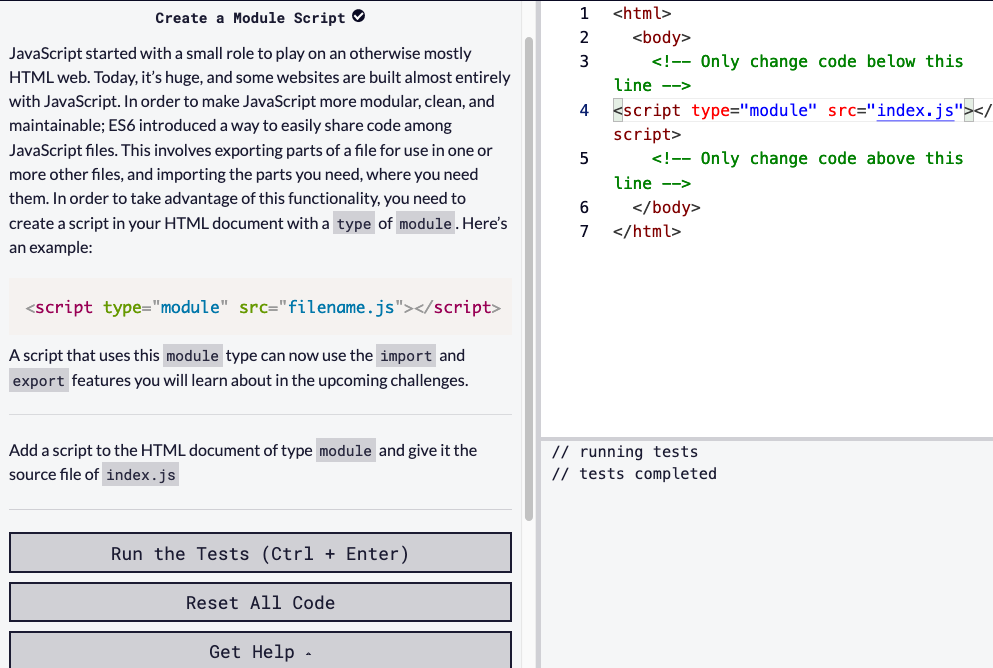 Create a Module Script
JavaScript started with a small role to play on an otherwise mostly
HTML web. Today, it's huge, and some websites are built almost entirely
with JavaScript. In order to make JavaScript more modular, clean, and
maintainable; ES6 introduced a way to easily share code among
JavaScript files. This involves exporting parts of a file for use in one or
more other files, and importing the parts you need, where you need
them. In order to take advantage of this functionality, you need to
create a script in your HTML document with a type of module. Here's
an example:
<script type="module" src="filename.js"></script>
A script that uses this module type can now use the import and
export features you will learn about in the upcoming challenges.
Add a script to the HTML document of type module and give it the
source file of index.js
Run the Tests (Ctrl + Enter)
Reset All Code
Get Help
1 <html>
2 <body>
3 <!-- Only change code below this
line -->
4 <script type="module" src="index.js"></
script>
5 <!-- Only change code above this
line -->
6 </body>
7 </html>
// running tests
// tests completed